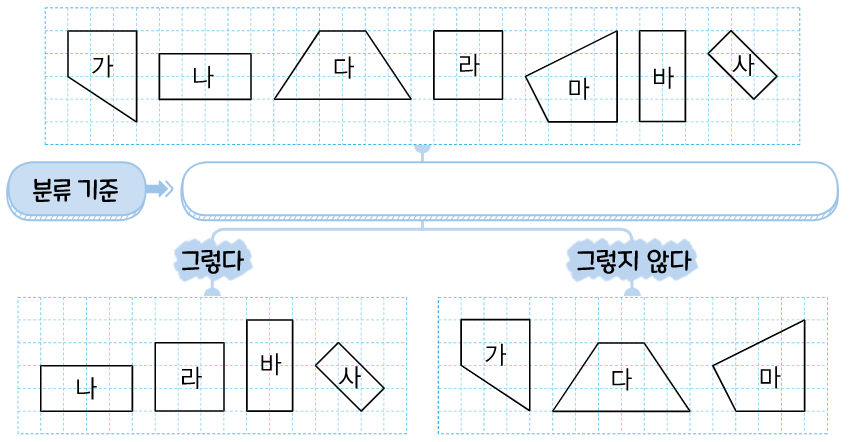 가 나 다 라 마 바 사
분류 기준
그렇다 그렇지 않다
나 라 바 사 가 다 마